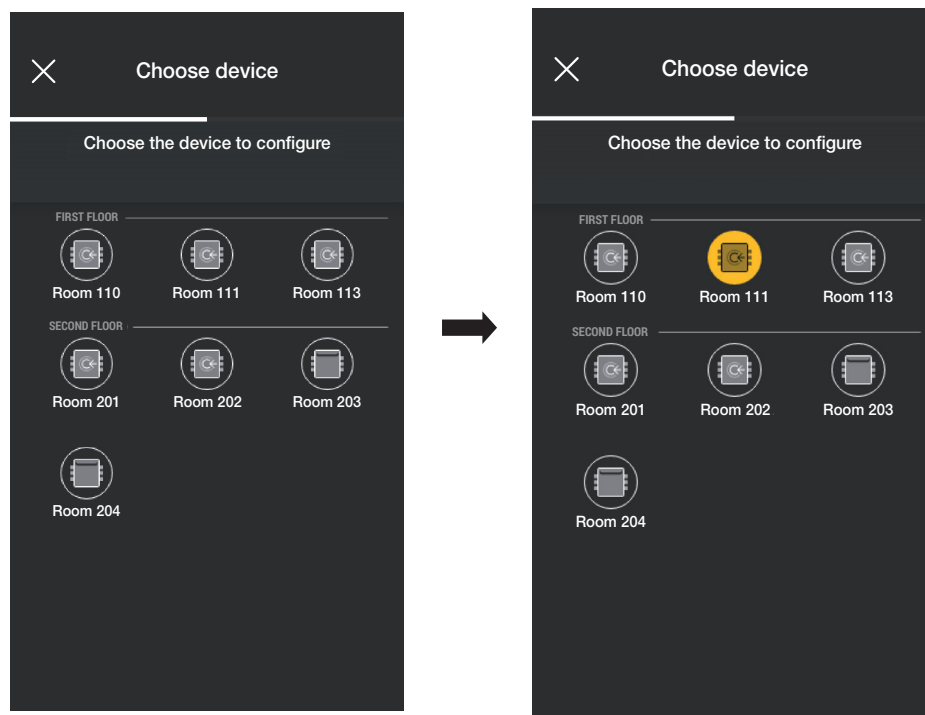 Choose device
Choose the device to configure
FIRST FLOOR
Room 110 Room 111 Room 113
SECOND FLOOR
Room 201 Room 202 Room 203
Room 204
Choose device
Choose the device to configure
FIRST FLOOR
Room 110 Room 111 Room 113
SECOND FLOOR
Room 201 Room 202 Room 203
Room 204